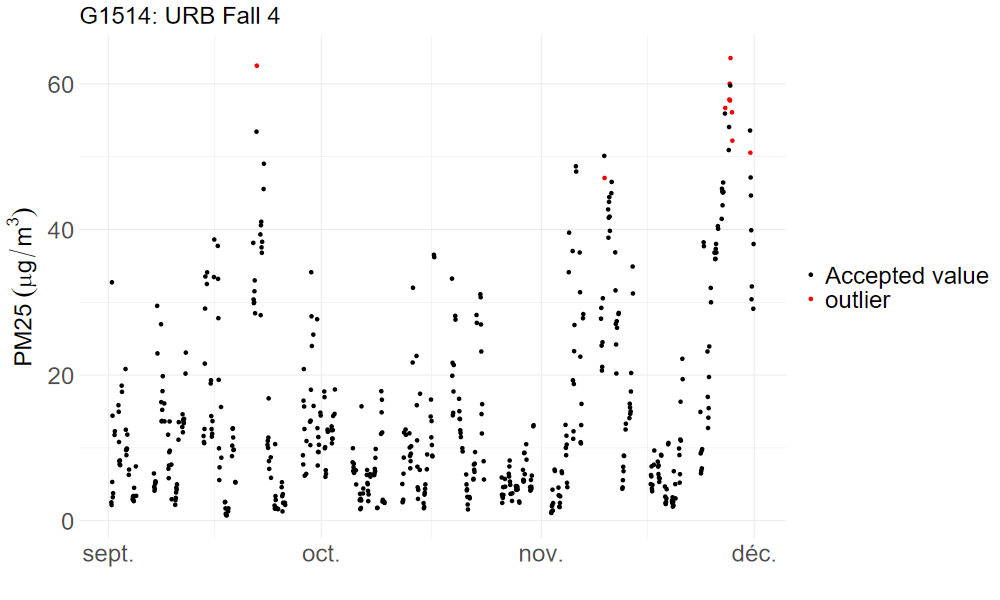 G1514: URB Fall 4
60
40
20
0
PM25 (μg/m³)
sept.
oct.
nov.
déc.
Accepted value
outlier